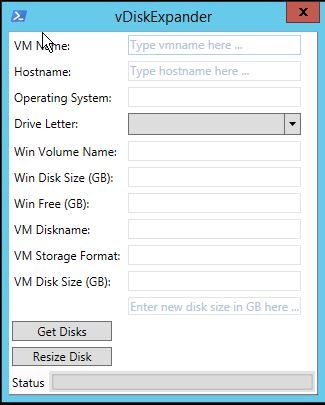 vDiskExpander
x
VM Name: Type vmname here ...
Hostname: Type hostname here ...
Operating System:
Drive Letter:
Win Volume Name:
Win Disk Size (GB):
Win Free (GB):
VM Diskname:
VM Storage Format:
VM Disk Size (GB):
Enter new disk size in GB here ...
Get Disks
Resize Disk
Status